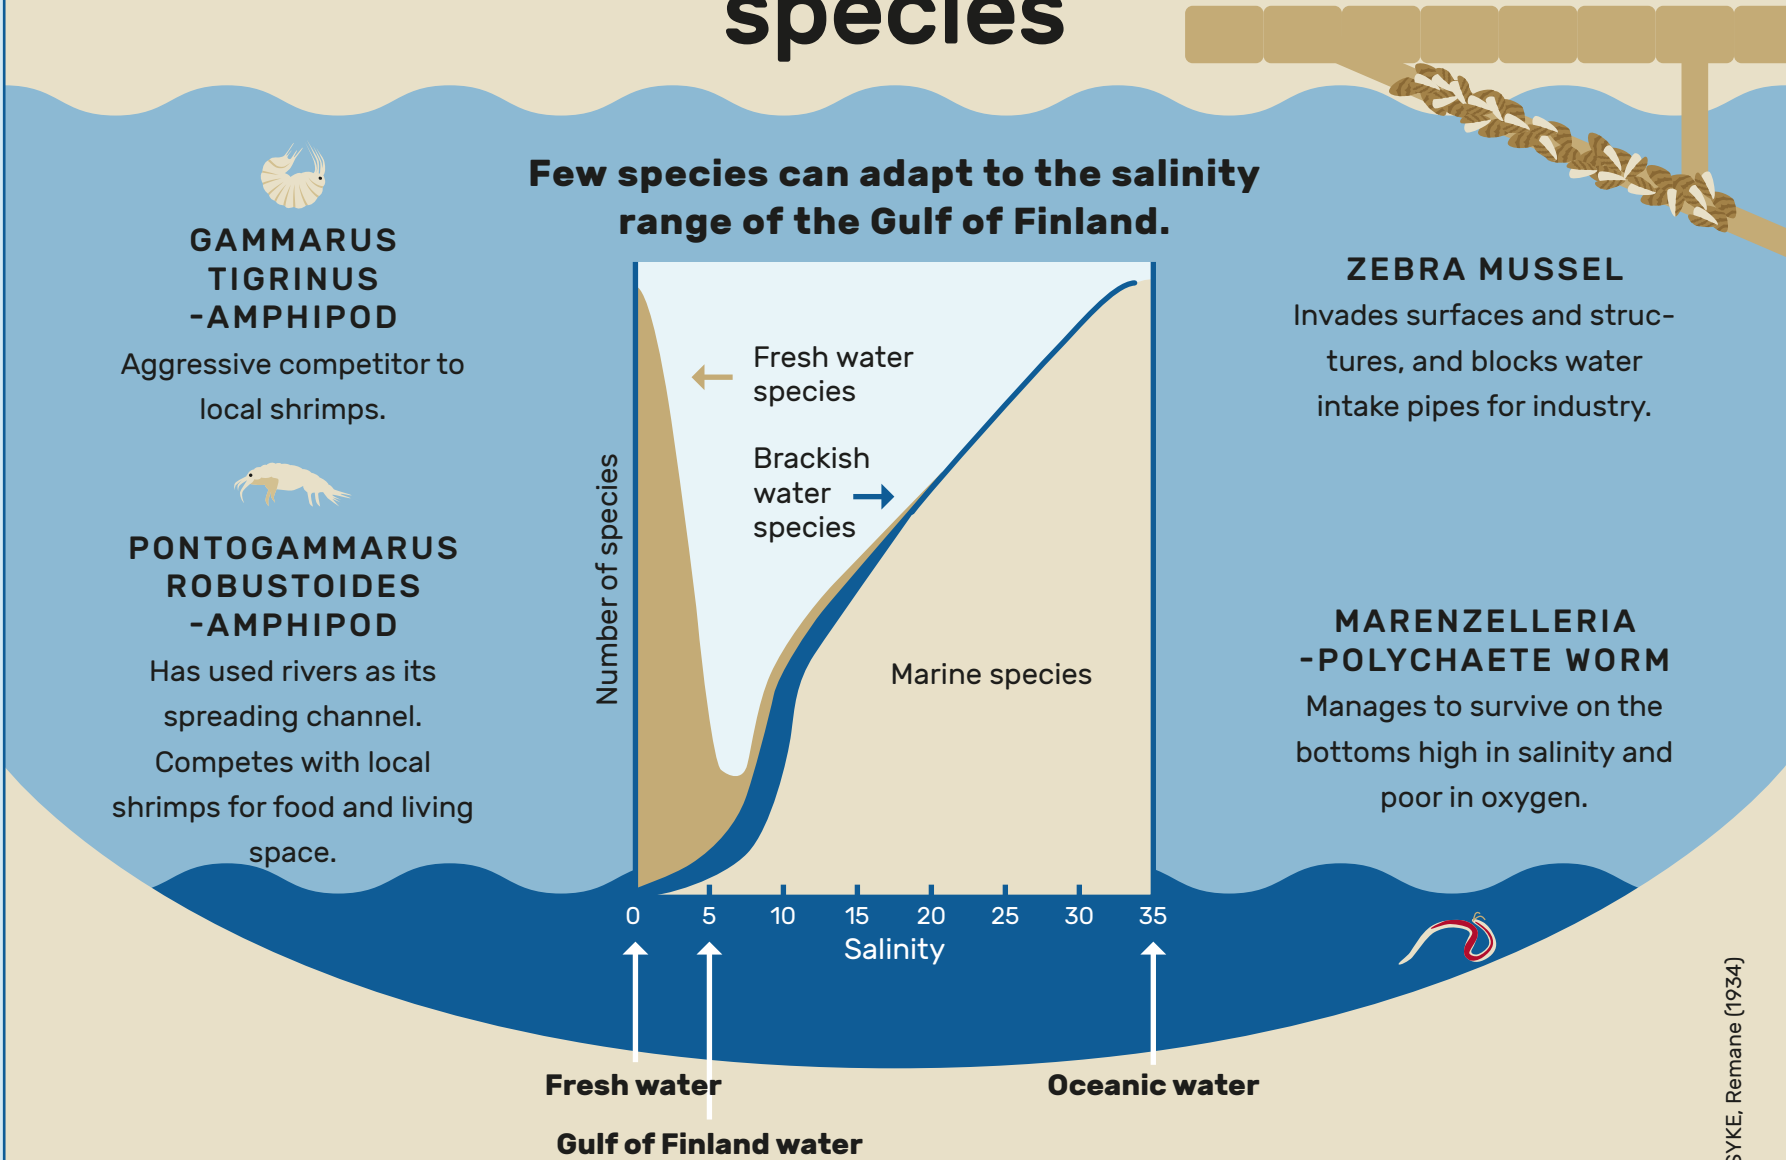 species
Few species can adapt to the salinity
range of the Gulf of Finland.
GAMMARUS
TIGRINUS
-AMPHIPOD
Aggressive competitor to
local shrimps.
PONTOGAMMARUS
ROBUSTOIDES
-AMPHIPOD
Has used rivers as its
spreading channel.
Competes with local
shrimps for food and living
space.
Number of species
Fresh water
species
Brackish
water
species
Marine species
0 5 10 15 20 25 30 35
Salinity
Fresh water
Oceanic water
Gulf of Finland water
ZEBRA MUSSEL
Invades surfaces and struc-
tures, and blocks water
intake pipes for industry.
MARENZELLERIA
-POLYCHAETE WORM
Manages to survive on the
bottoms high in salinity and
poor in oxygen.
SYKE, Remane (1934)